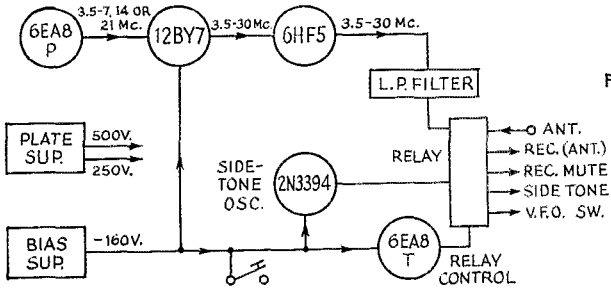 3.5-7, 14 OR
21 MC.
3.5-30 MC.
3.5-30 MC.
6EA8
P
12BY7
6HF5
L.P. FILTER
F
PLATE
SUP.
500V.
250V.
SIDE-
TONE
OSC.
2N3394
RELAY
ANT.
REC. (ANT.)
REC. MUTE
SIDE TONE
V.F.O. SW.
BIAS
SUP.
-160V.
6EA8
T
RELAY
CONTROL